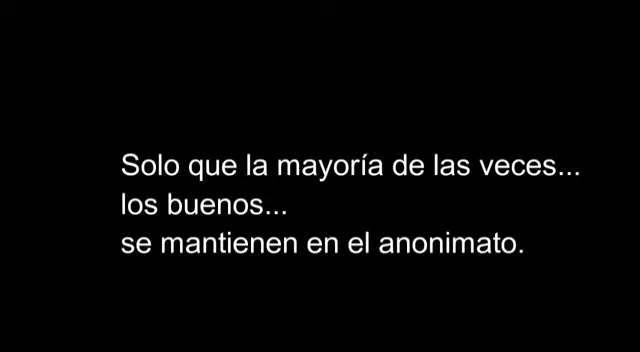 Solo que la mayoría de las veces...
los buenos...
se mantienen en el anonimato.